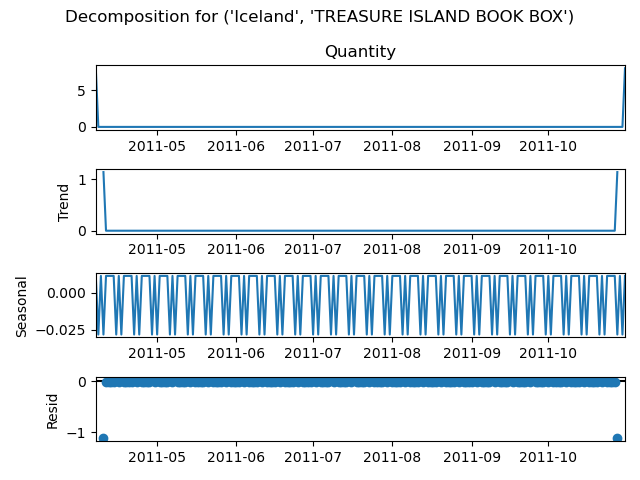 Decomposition for ('Iceland', 'TREASURE ISLAND BOOK BOX')
Quantity
5
0
2011-05 2011-06 2011-07 2011-08 2011-09 2011-10
Trend
1
0
2011-05 2011-06 2011-07 2011-08 2011-09 2011-10
Seasonal
0.000
−0.025
2011-05 2011-06 2011-07 2011-08 2011-09 2011-10
Resid
0
−1
2011-05 2011-06 2011-07 2011-08 2011-09 2011-10